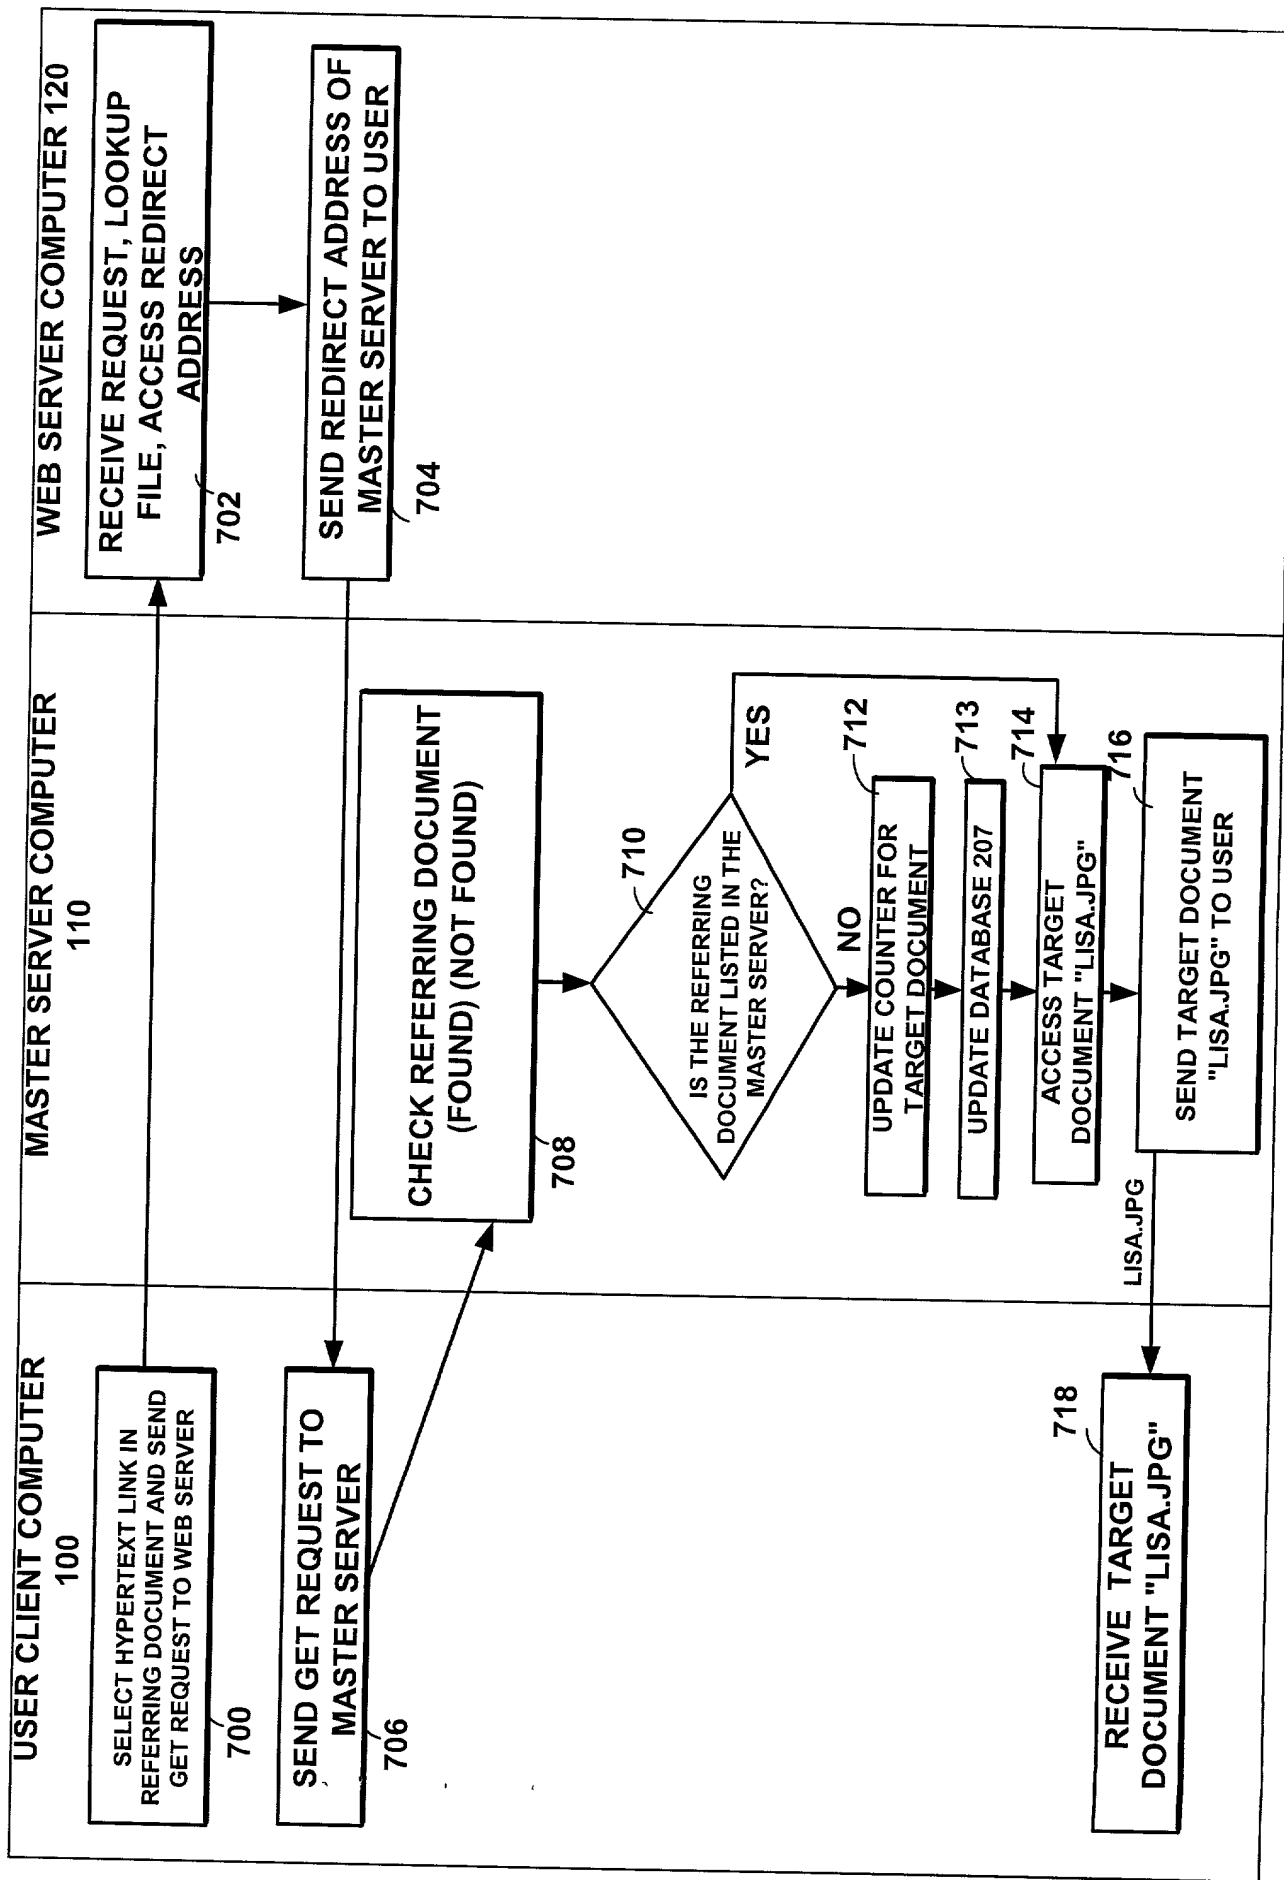 USER CLIENT COMPUTER
100
MASTER SERVER COMPUTER
110
WEB SERVER COMPUTER 120
SELECT HYPERTEXT LINK IN
REFERRING DOCUMENT AND SEND
GET REQUEST TO WEB SERVER
700
RECEIVE REQUEST, LOOKUP
FILE, ACCESS REDIRECT
ADDRESS
702
SEND REDIRECT ADDRESS OF
MASTER SERVER TO USER
704
SEND GET REQUEST TO
MASTER SERVER
706
CHECK REFERRING DOCUMENT
(FOUND) (NOT FOUND)
708
710
IS THE REFERRING
DOCUMENT LISTED IN THE
MASTER SERVER?
YES
NO
712
UPDATE COUNTER FOR
TARGET DOCUMENT
713
UPDATE DATABASE 207
714
ACCESS TARGET
DOCUMENT "LISA.JPG"
716
SEND TARGET DOCUMENT
"LISA.JPG" TO USER
LISA.JPG
718
RECEIVE TARGET
DOCUMENT "LISA.JPG"